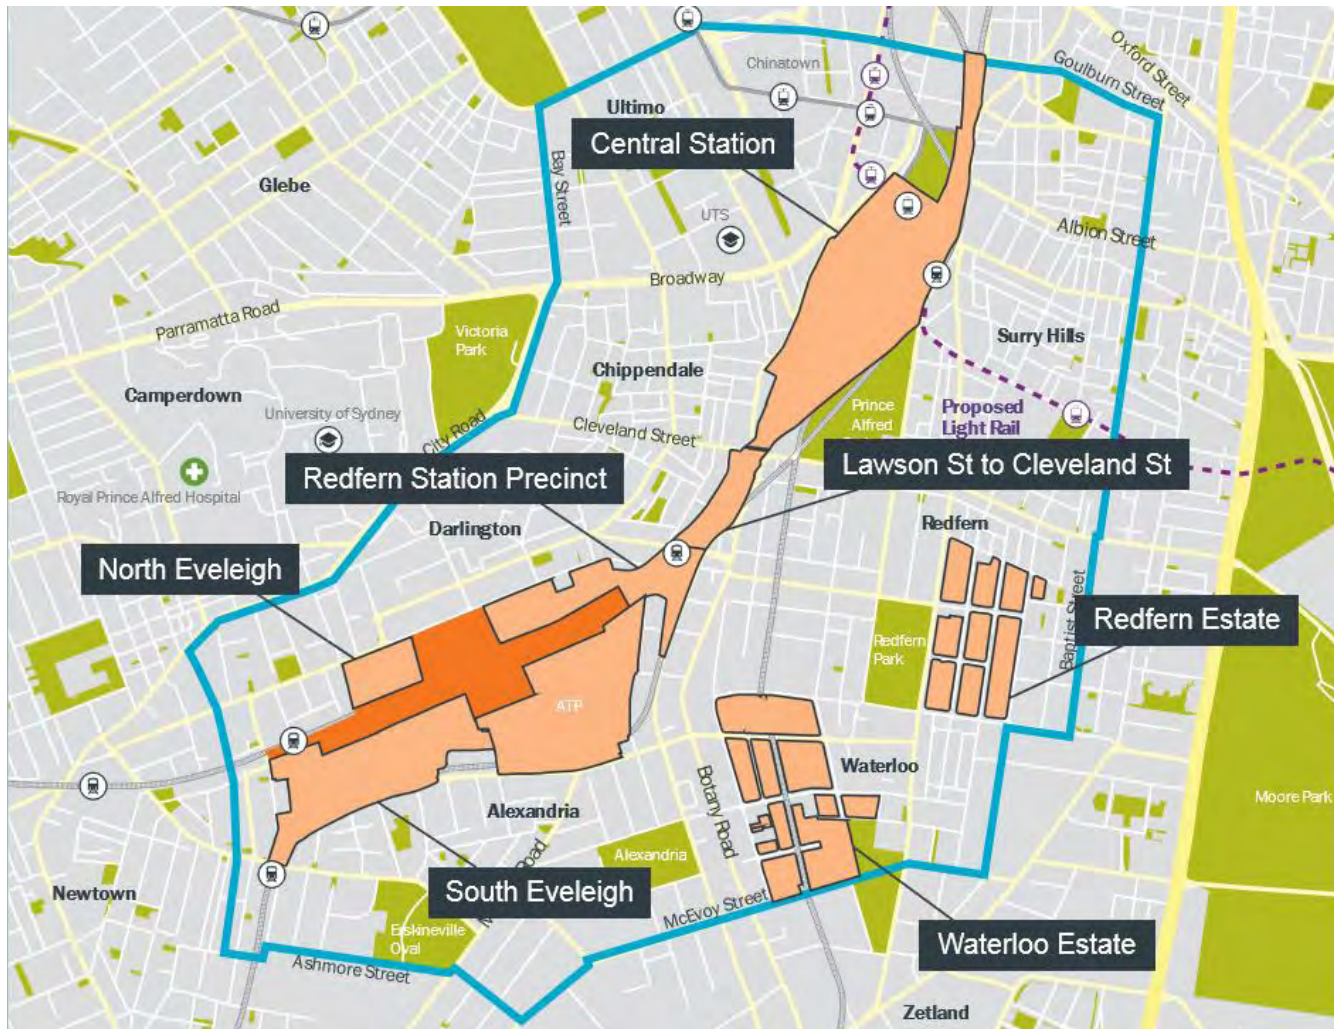 Oxford Street
Goulburn Street
Chinatown
Ultimo
Central Station
Bay Street
Glebe
UTS
Albion Street
Broadway
Parramatta Road
Victoria
Park
Surry Hills
Chippendale
Camperdown
University of Sydney
City Road
Cleveland Street
Prince
Alfred
Proposed
Light Rail
Redfern Station Precinct
Lawson St to Cleveland St
Royal Prince Alfred Hospital
Darlington
Redfern
North Eveleigh
Baptist Street
Redfern Estate
Redfern
Park
ATP
Waterloo
Botany Road
Moore Park
Alexandria
Alexandria
Road
Newtown
South Eveleigh
McEvoy Street
Erskineville
Oval
Waterloo Estate
Ashmore Street
Zetland